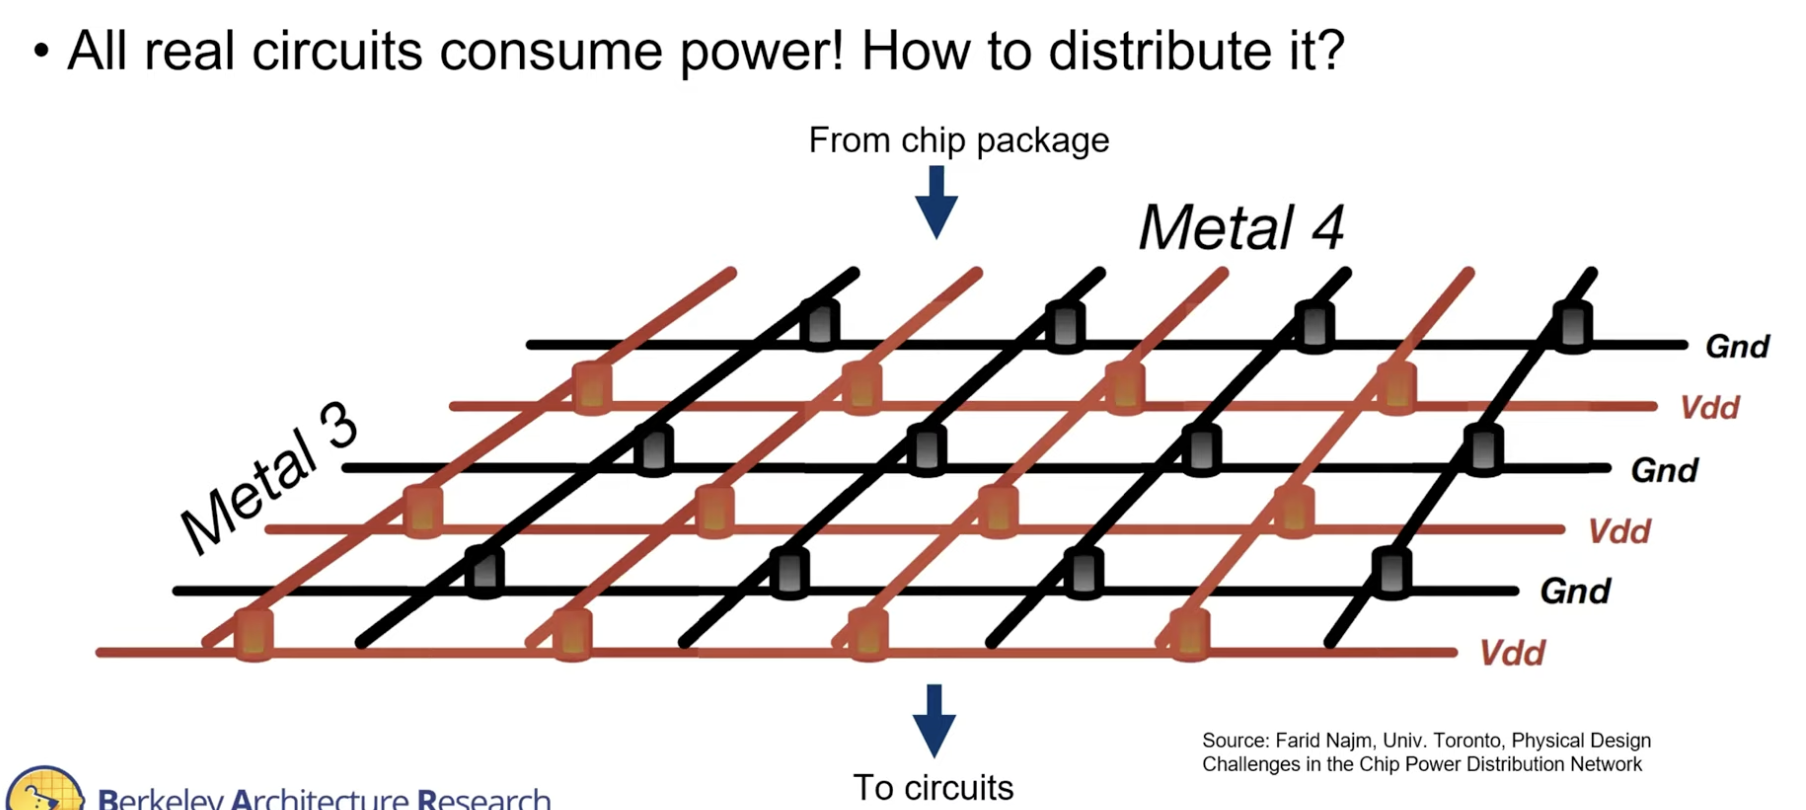 • All real circuits consume power! How to distribute it?
From chip package
Metal 4
Gnd
Vdd
Metal 3
Gnd
Vdd
Gnd
Vdd
To circuits
Source: Farid Najm, Univ. Toronto, Physical Design
Challenges in the Chip Power Distribution Network
Berkeley Architecture Research